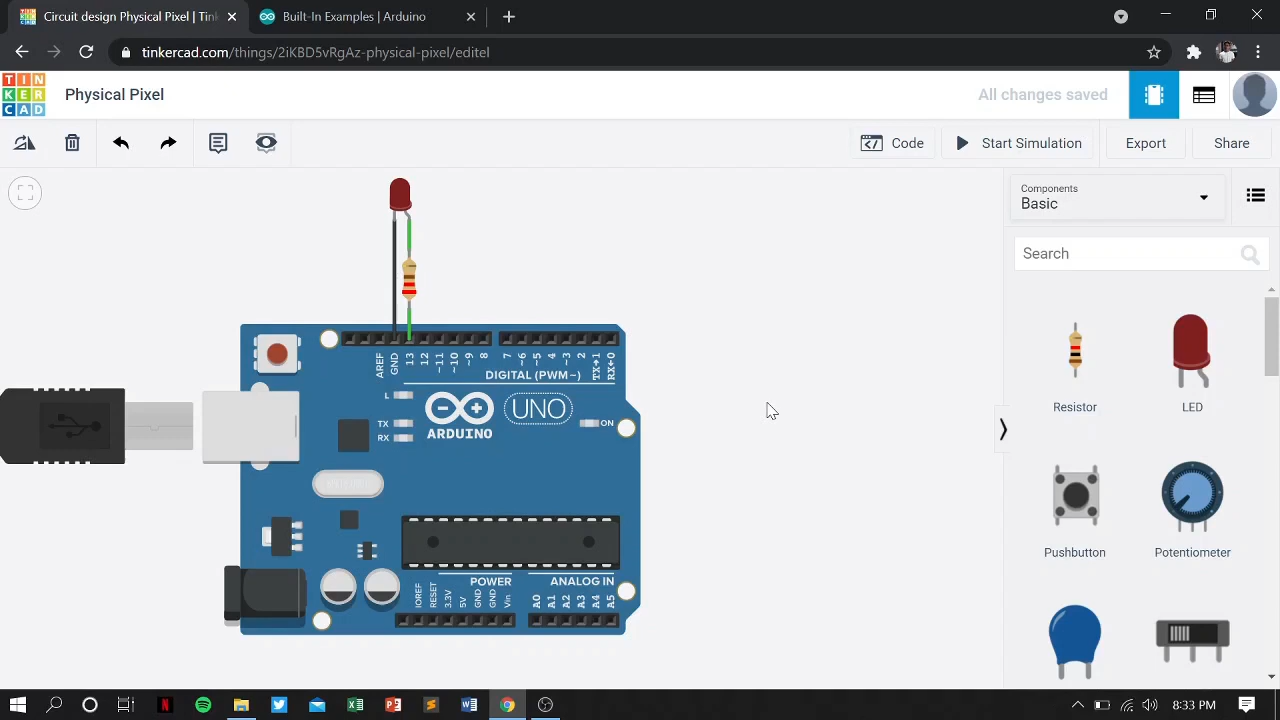 Circuit design Physical Pixel | Tink
Built-In Examples | Arduino
tinkercad.com/things/2iKBD5vRgAz-physical-pixel/editel
TIN
KER
CAD
Physical Pixel
All changes saved
Code
Start Simulation
Export
Share
Components
Basic
Search
Resistor
LED
Pushbutton
Potentiometer
AREF
GND
13
12
~11
~10
~9
8
7
~6
~5
4
~3
2
TX→1
RX←0
DIGITAL (PWM~)
L
TX
RX
ARDUINO
UNO
ON
POWER
ANALOG IN
IOREF
RESET
3.3V
5V
GND
GND
Vin
A0
A1
A2
A3
A4
A5
8:33 PM